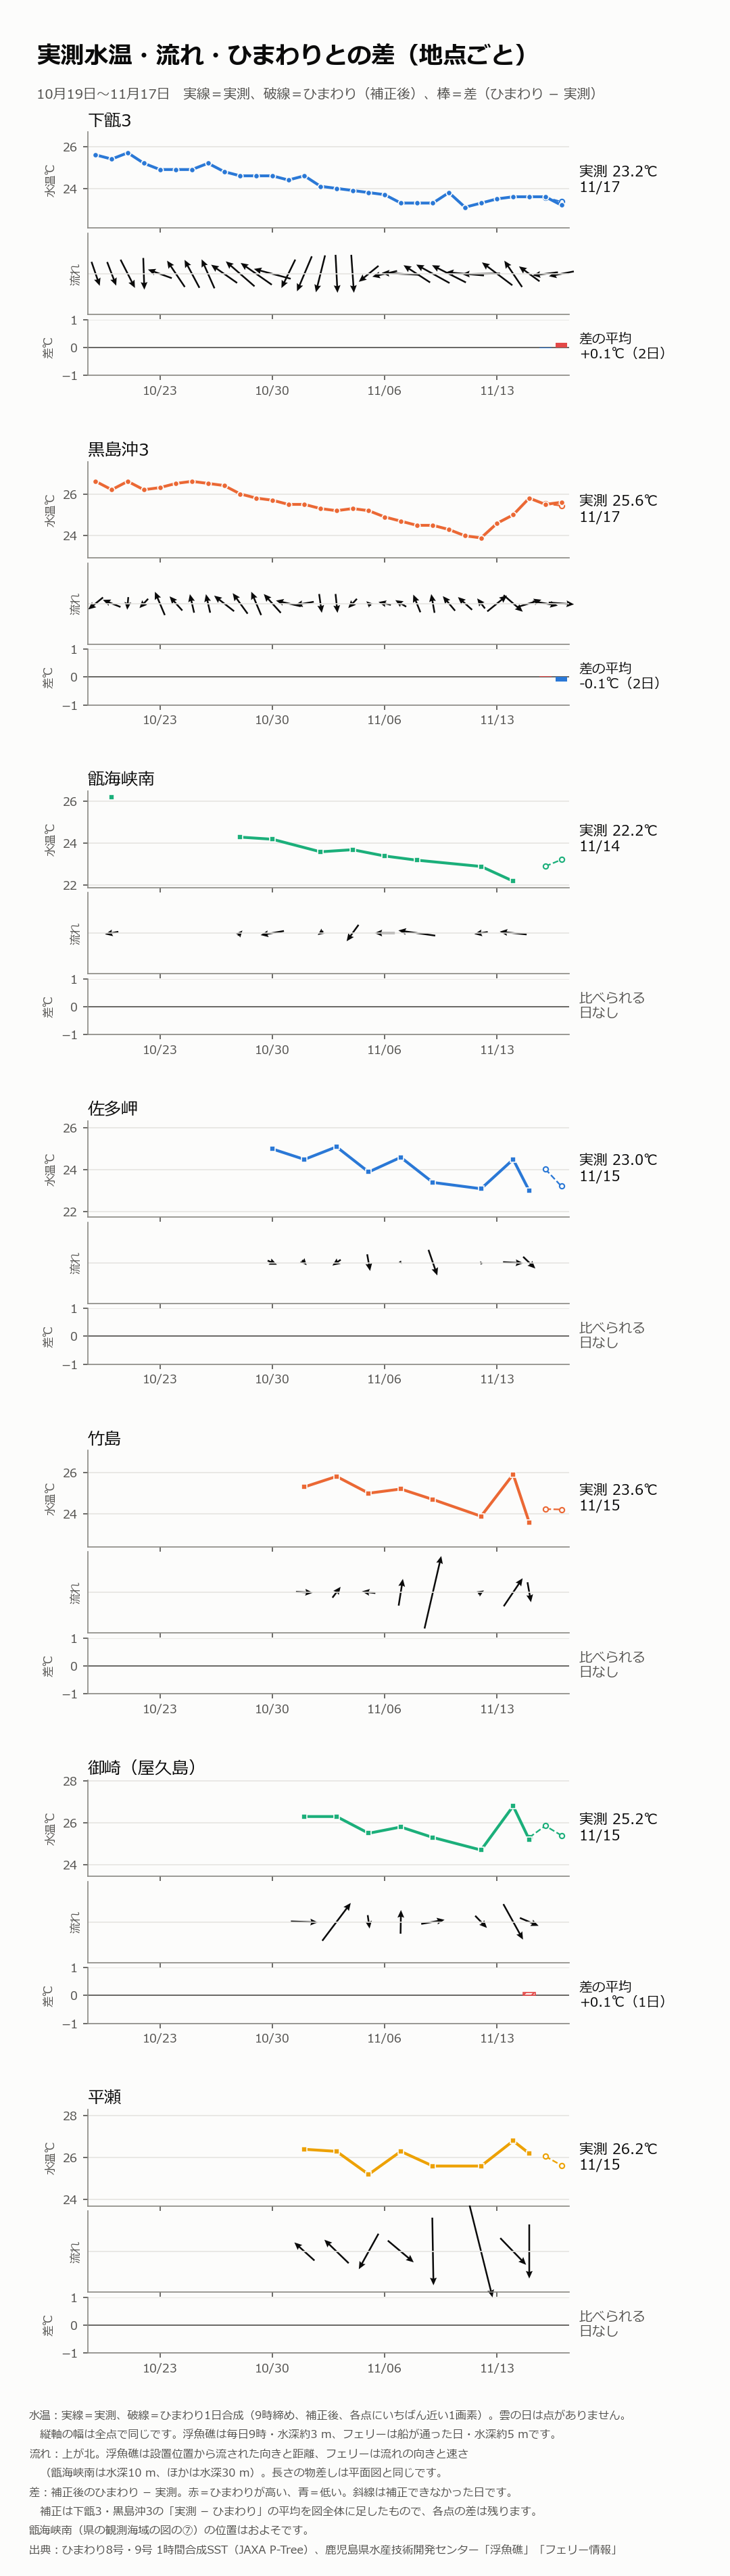 実測水温・流れ・ひまわりとの差（地点ごと）
10月19日〜11月17日　実線＝実測、破線＝ひまわり（補正後）、棒＝差（ひまわり − 実測）
下甑3
26
24
水温℃
実測 23.2℃
11/17
流れ
1
0
−1
差℃
差の平均
+0.1℃（2日）
10/23 10/30 11/06 11/13
黒島沖3
26
24
水温℃
実測 25.6℃
11/17
流れ
1
0
−1
差℃
差の平均
-0.1℃（2日）
10/23 10/30 11/06 11/13
甑海峡南
26
24
22
水温℃
実測 22.2℃
11/14
流れ
1
0
−1
差℃
比べられる
日なし
10/23 10/30 11/06 11/13
佐多岬
26
24
22
水温℃
実測 23.0℃
11/15
流れ
1
0
−1
差℃
比べられる
日なし
10/23 10/30 11/06 11/13
竹島
26
24
水温℃
実測 23.6℃
11/15
流れ
1
0
−1
差℃
比べられる
日なし
10/23 10/30 11/06 11/13
御崎（屋久島）
28
26
24
水温℃
実測 25.2℃
11/15
流れ
1
0
−1
差℃
差の平均
+0.1℃（1日）
10/23 10/30 11/06 11/13
平瀬
28
26
24
水温℃
実測 26.2℃
11/15
流れ
1
0
−1
差℃
比べられる
日なし
10/23 10/30 11/06 11/13
水温：実線＝実測、破線＝ひまわり1日合成（9時締め、補正後、各点にいちばん近い1画素）。雲の日は点がありません。
縦軸の幅は全点で同じです。浮魚礁は毎日9時・水深約3 m、フェリーは船が通った日・水深約5 mです。
流れ：上が北。浮魚礁は設置位置から流された向きと距離、フェリーは流れの向きと速さ
（甑海峡南は水深10 m、ほかは水深30 m）。長さの物差しは平面図と同じです。
差：補正後のひまわり − 実測。赤＝ひまわりが高い、青＝低い。斜線は補正できなかった日です。
補正は下甑3・黒島沖3の「実測 − ひまわり」の平均を図全体に足したもので、各点の差は残ります。
甑海峡南（県の観測海域の図の⑦）の位置はおよそです。
出典：ひまわり8号・9号 1時間合成SST（JAXA P-Tree）、鹿児島県水産技術開発センター「浮魚礁」「フェリー情報」